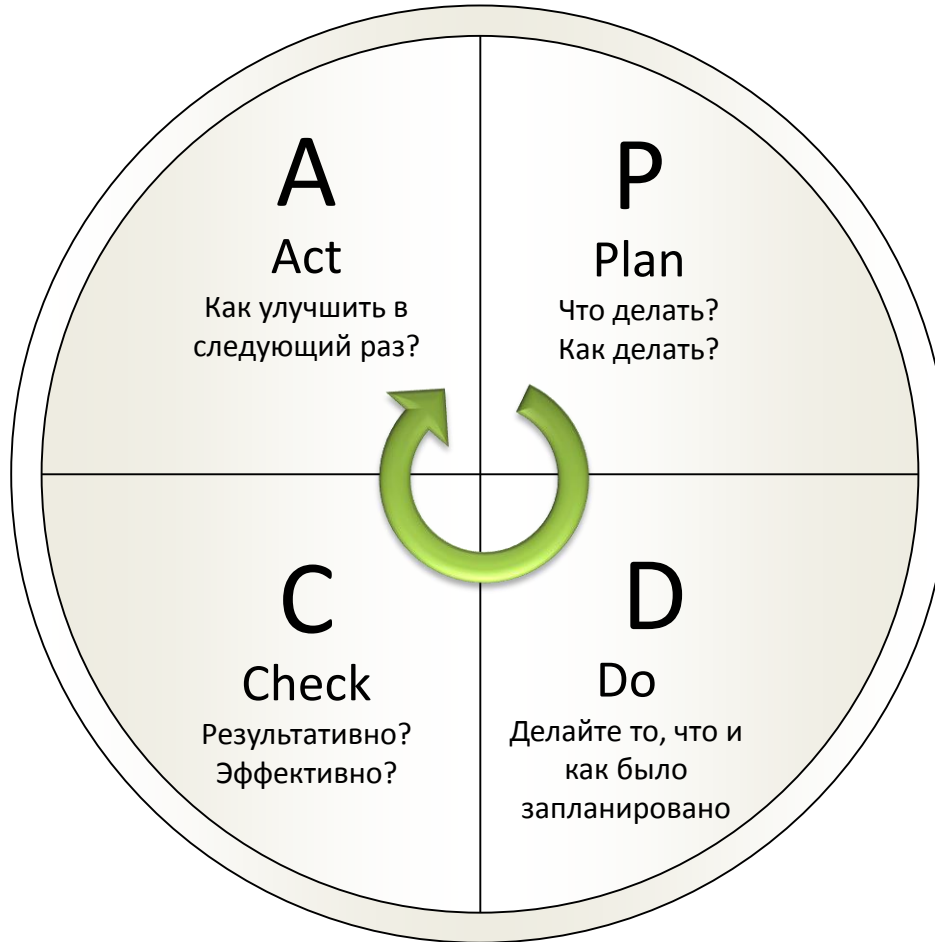 A
Act
Как улучшить в
следующий раз?
P
Plan
Что делать?
Как делать?
C
Check
Результативно?
Эффективно?
D
Do
Делайте то, что и
как было
запланировано